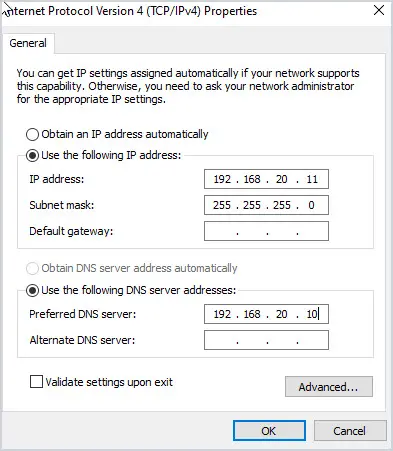 nternet Protocol Version 4 (TCP/IPv4) Properties
General
You can get IP settings assigned automatically if your network supports
this capability. Otherwise, you need to ask your network administrator
for the appropriate IP settings.
Obtain an IP address automatically
Use the following IP address:
IP address: 192 . 168 . 20 . 11
Subnet mask: 255 . 255 . 255 . 0
Default gateway: . . .
Obtain DNS server address automatically
Use the following DNS server addresses:
Preferred DNS server: 192 . 168 . 20 . 10
Alternate DNS server: . . .
Validate settings upon exit
Advanced...
OK Cancel